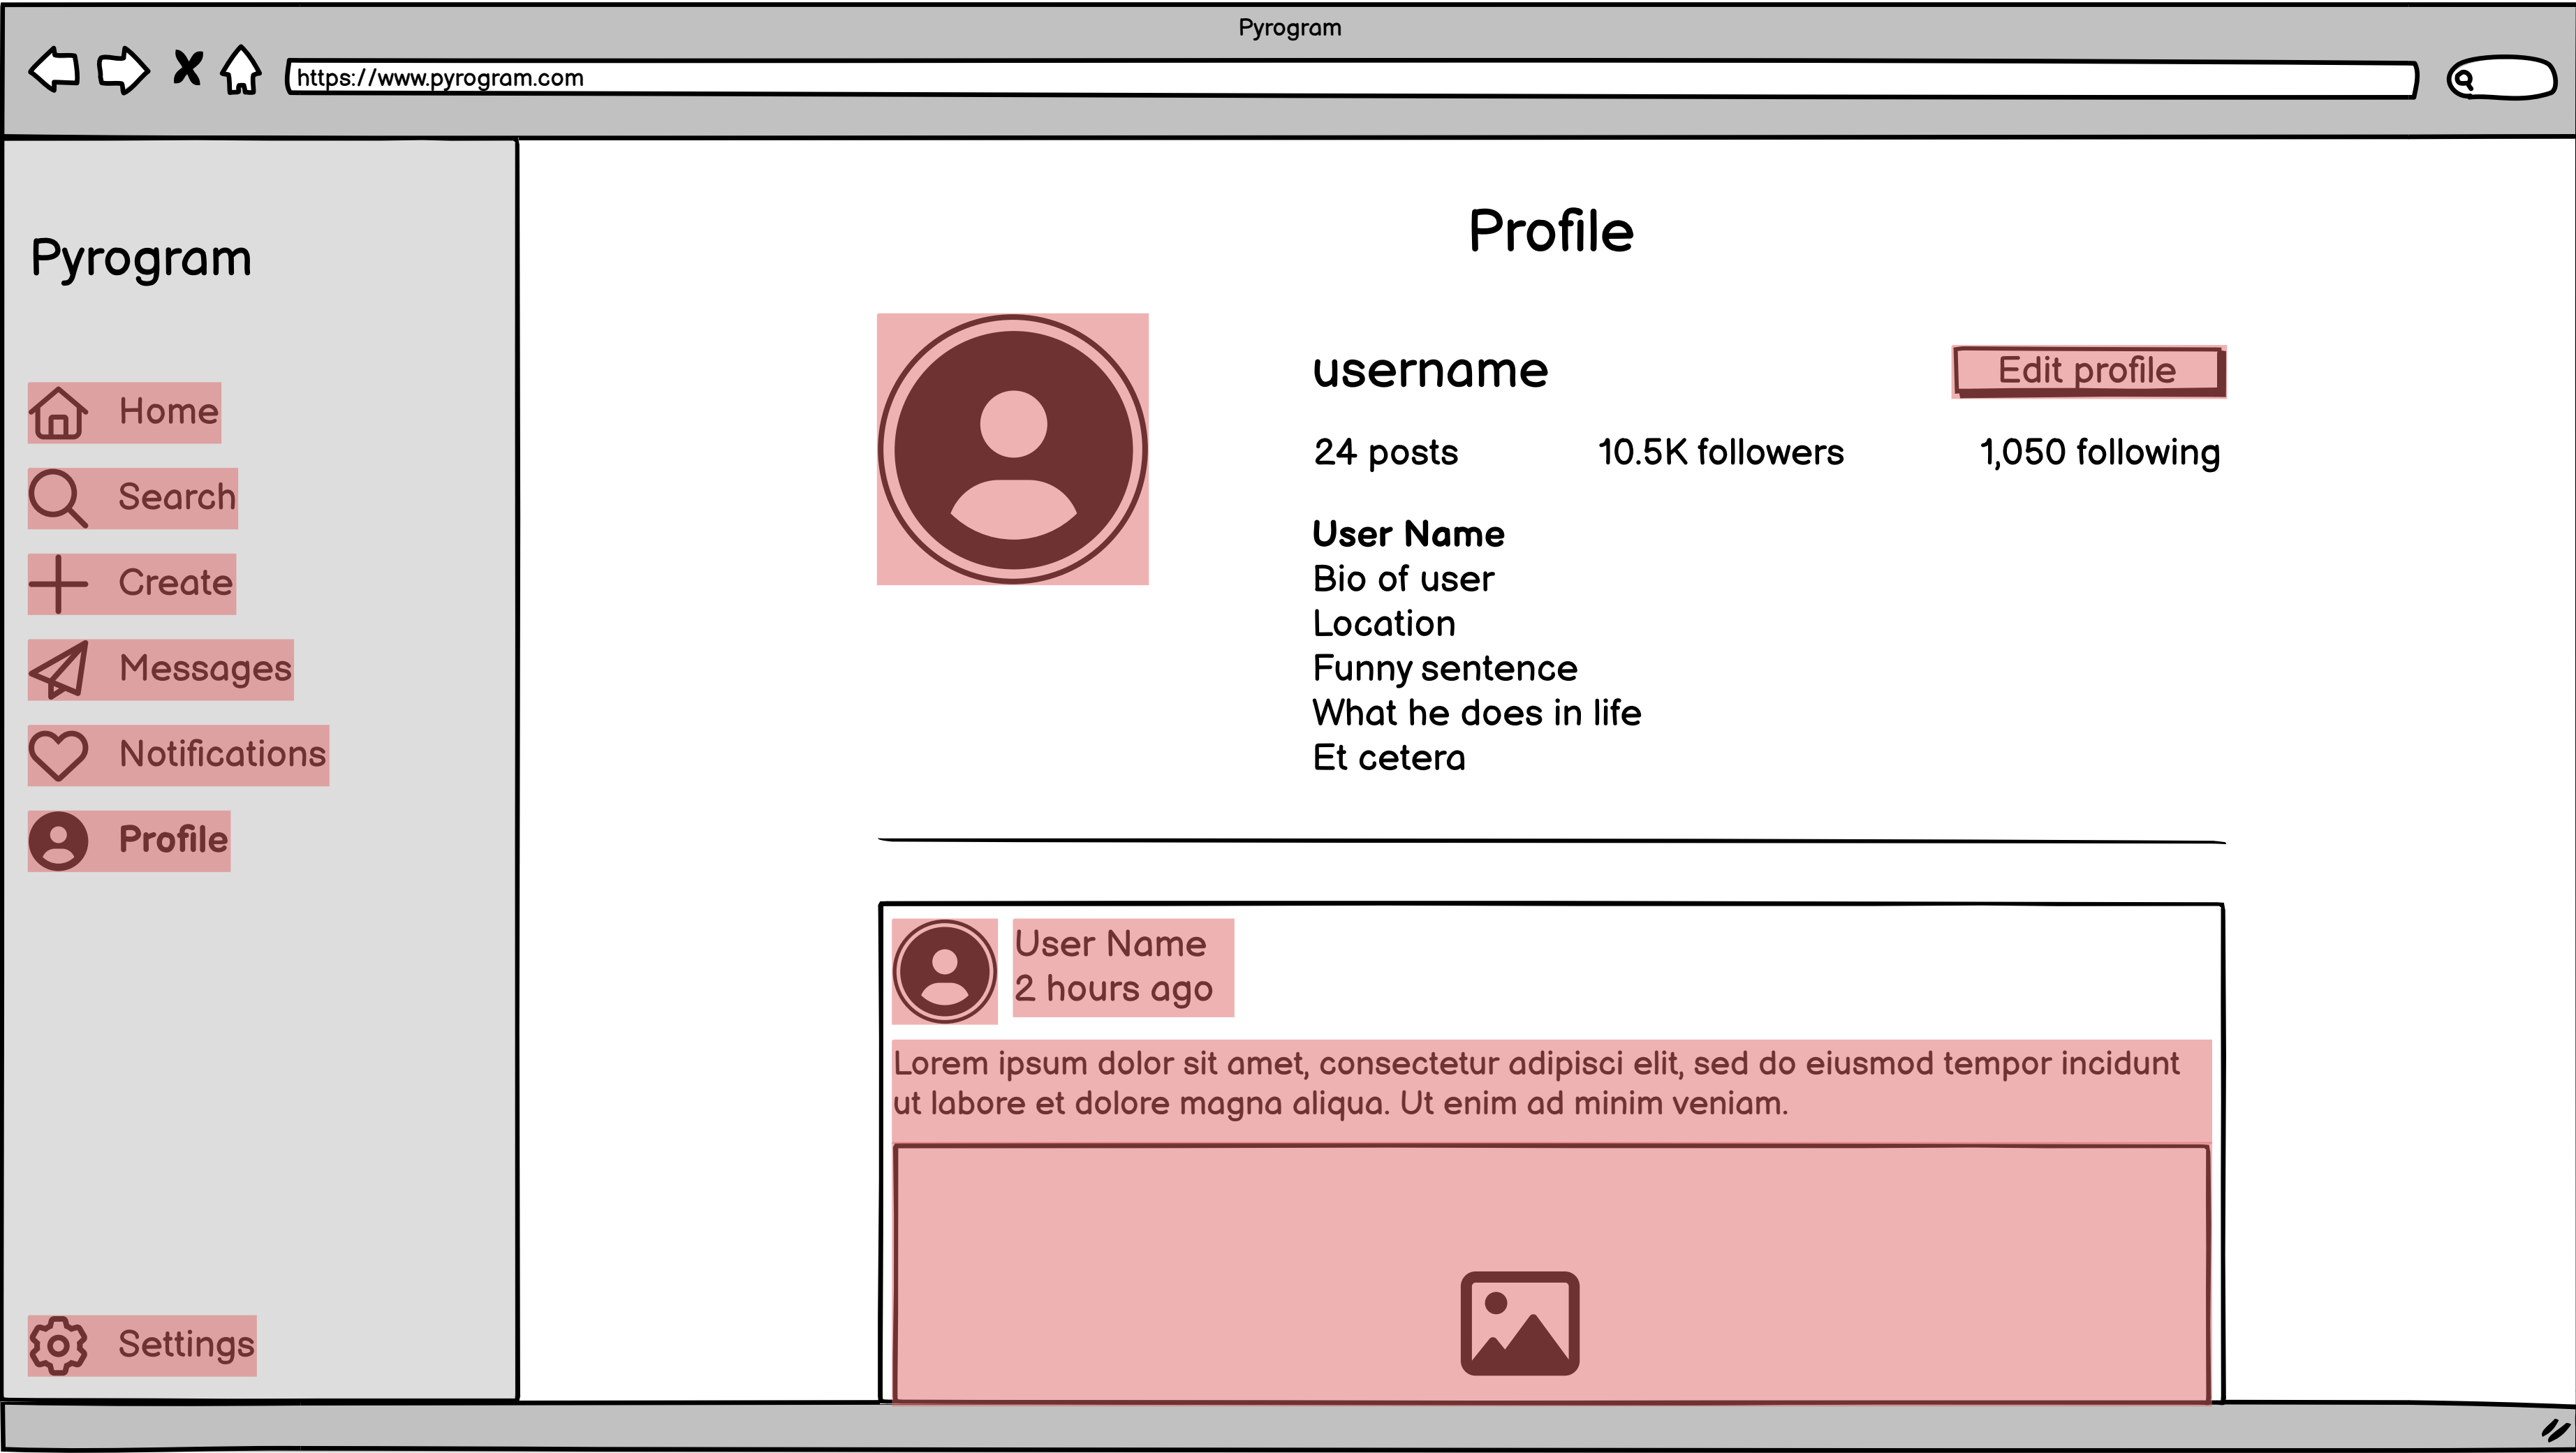 Pyrogram
https://www.pyrogram.com
Pyrogram
Home
Search
Create
Messages
Notifications
Profile
Settings
Profile
username
Edit profile
24 posts
10.5K followers
1,050 following
User Name
Bio of user
Location
Funny sentence
What he does in life
Et cetera
User Name
2 hours ago
Lorem ipsum dolor sit amet, consectetur adipisci elit, sed do eiusmod tempor incidunt
ut labore et dolore magna aliqua. Ut enim ad minim veniam.